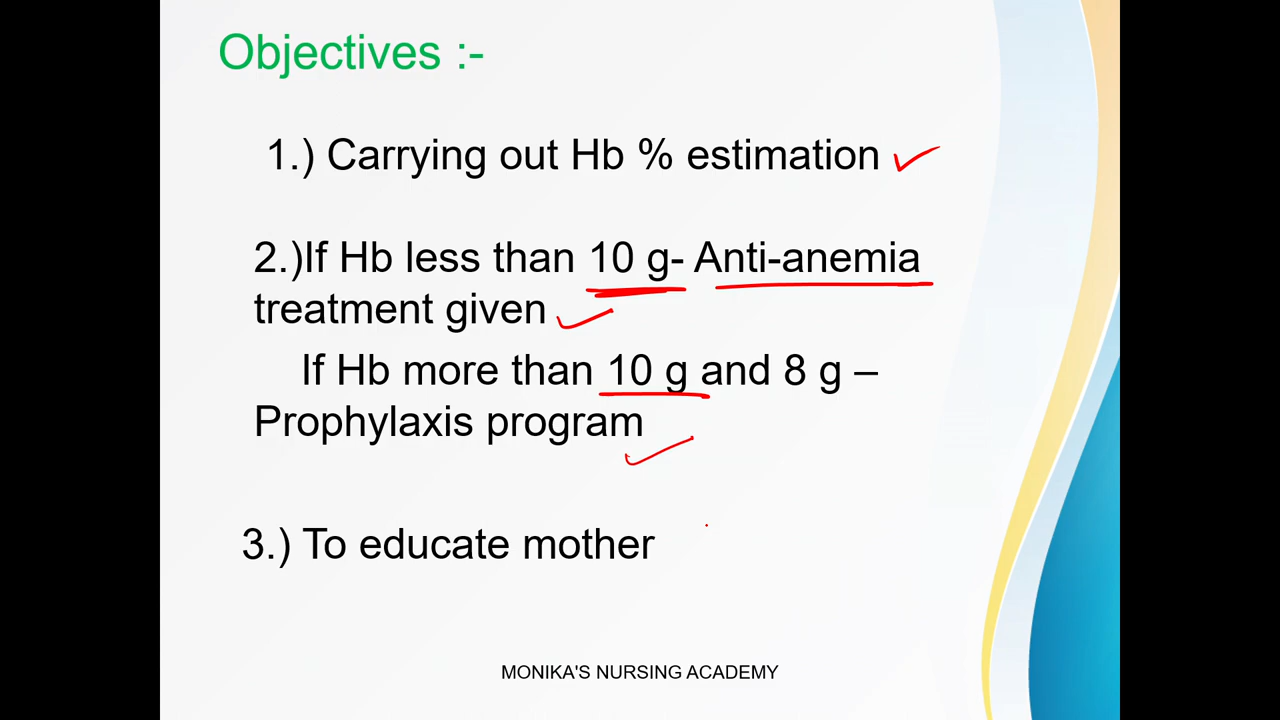 Objectives :-
1.) Carrying out Hb % estimation
2.)If Hb less than 10 g- Anti-anemia
treatment given
If Hb more than 10 g and 8 g –
Prophylaxis program
3.) To educate mother
MONIKA'S NURSING ACADEMY